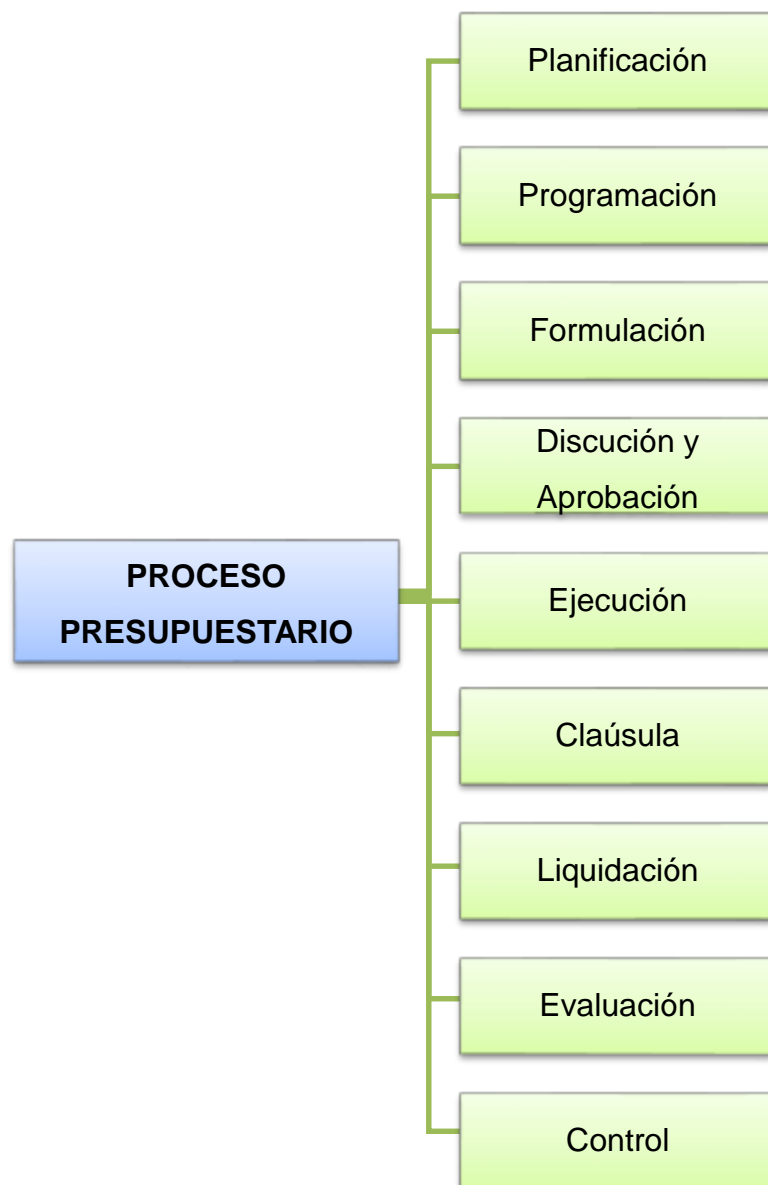 Planificación
Programación
Formulación
Discución y
Aprobación
PROCESO
PRESUPUESTARIO
Ejecución
Claúsula
Liquidación
Evaluación
Control